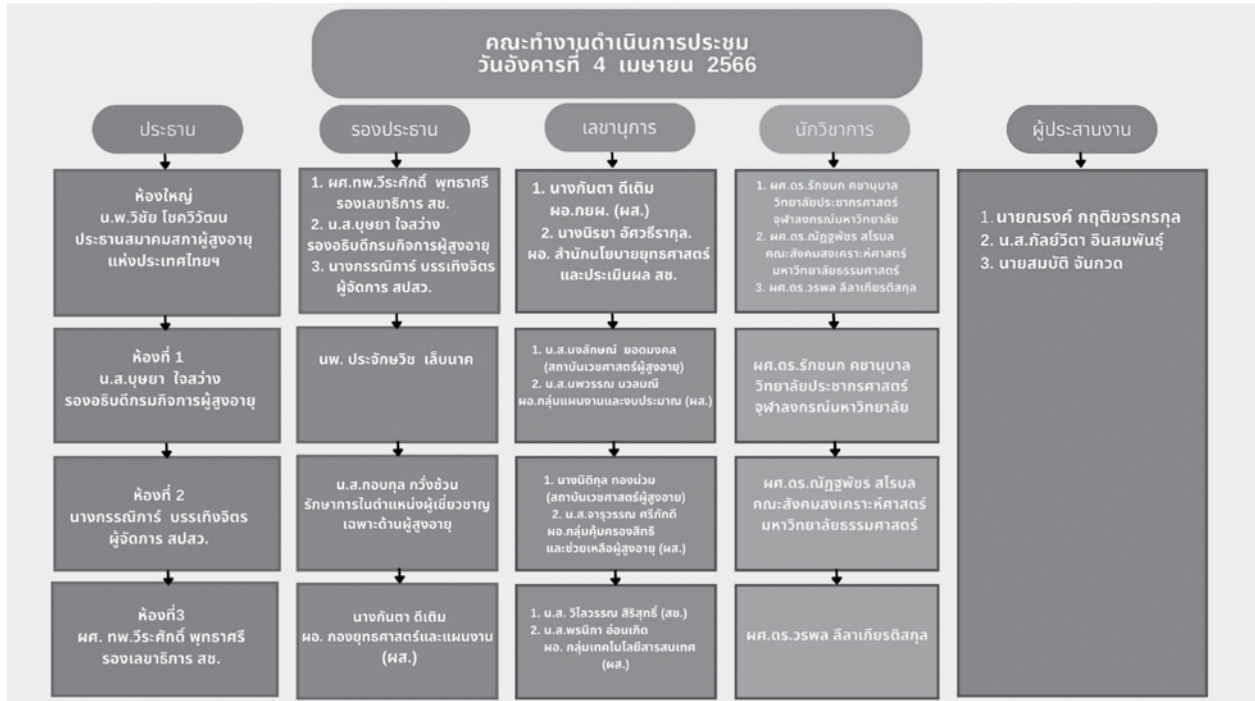 คณะทำงานดำเนินการประชุม
วันอังคารที่ 4 เมษายน 2566
ประธาน
ห้องใหญ่
น.พ.วิชัย โชควิวัฒน
ประธานสมาคมสภาผู้สูงอายุ
แห่งประเทศไทยฯ
ห้องที่ 1
น.ส.บุษยา ใจสว่าง
รองอธิบดีกรมกิจการผู้สูงอายุ
ห้องที่ 2
นางกรรณิการ์ บรรเทิงจิตร
ผู้จัดการ สปสว.
ห้องที่3
ผศ. ทพ.วีระศักดิ์ พุทธาศรี
รองเลขาธิการ สช.
รองประธาน
1. ผศ.ทพ.วีระศักดิ์ พุทธาศรี
รองเลขาธิการ สช.
2. น.ส.บุษยา ใจสว่าง
รองอธิบดีกรมกิจการผู้สูงอายุ
3. นางกรรณิการ์ บรรเทิงจิตร
ผู้จัดการ สปสว.
นพ. ประจักษวิช เล็บนาค
น.ส.กอบกุล กวั่งซ้วน
รักษาการในตำแหน่งผู้เชี่ยวชาญ
เฉพาะด้านผู้สูงอายุ
นางกันตา ดีเติม
ผอ. กองยุทธศาสตร์และแผนงาน
(ผส.)
เลขานุการ
1. นางกันตา ดีเติม
ผอ.กยผ. (ผส.)
2. นางนิรชา อัศวธีรากุล.
ผอ. สำนักนโยบายยุทธศาสตร์
และประเมินผล สช.
1. น.ส.นงลักษณ์ ยอดมงคล
(สถาบันเวชศาสตร์ผู้สูงอายุ)
2. น.ส.นพวรรณ นวลมณี
ผอ.กลุ่มแผนงานและงบประมาณ (ผส.)
1. นางนิติกุล ทองน่วม
(สถาบันเวชศาสตร์ผู้สูงอายุ)
2. น.ส.จารุวรรณ ศรีภักดี
ผอ.กลุ่มคุ้มครองสิทธิ
และช่วยเหลือผู้สูงอายุ (ผส.)
1. น.ส. วิไลวรรณ สิริสุทธิ์ (สช.)
2. น.ส.พรนิภา อ่อนเกิด
ผอ. กลุ่มเทคโนโลยีสารสนเทศ
(ผส.)
นักวิชาการ
1. ผศ.ดร.รักชนก คชานุบาล
วิทยาลัยประชากรศาสตร์
จุฬาลงกรณ์มหาวิทยาลัย
2. ผศ.ดร.ณัฏฐพัชร สโรบล
คณะสังคมสงเคราะห์ศาสตร์
มหาวิทยาลัยธรรมศาสตร์
3. ผศ.ดร.วรพล ลีลาเกียรติสกุล
ผศ.ดร.รักชนก คชานุบาล
วิทยาลัยประชากรศาสตร์
จุฬาลงกรณ์มหาวิทยาลัย
ผศ.ดร.ณัฏฐพัชร สโรบล
คณะสังคมสงเคราะห์ศาสตร์
มหาวิทยาลัยธรรมศาสตร์
ผศ.ดร.วรพล ลีลาเกียรติสกุล
ผู้ประสานงาน
1. นายณรงค์ กฤติขจรกรกุล
2. น.ส.กัลย์วิตา อินสมพันธุ์
3. นายสมบัติ จันกวด